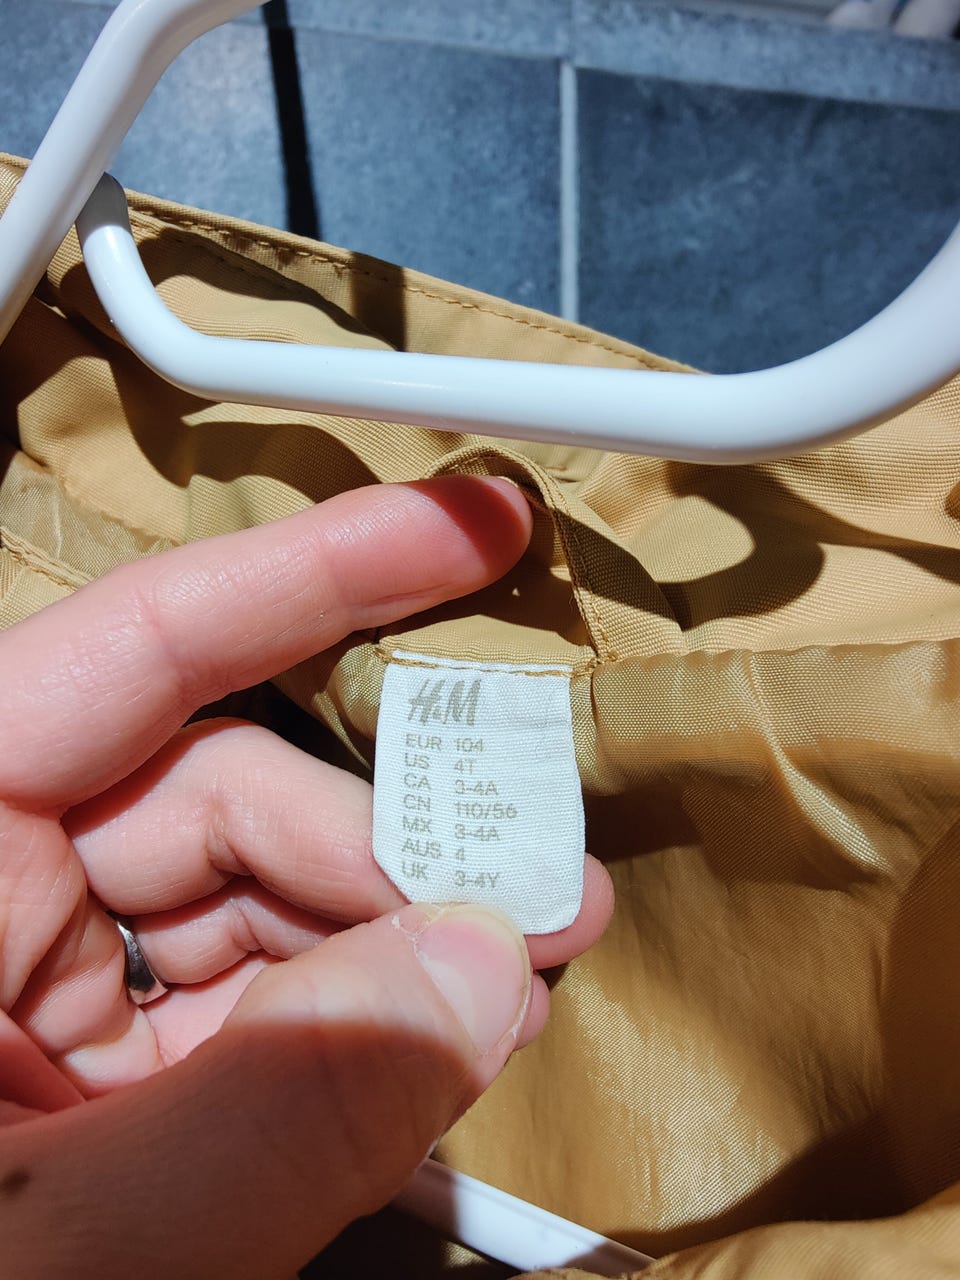 H&M
EUR 104
US 4T
CA 3-4A
CN 110/56
MX 3-4A
AUS 4
UK 3-4Y